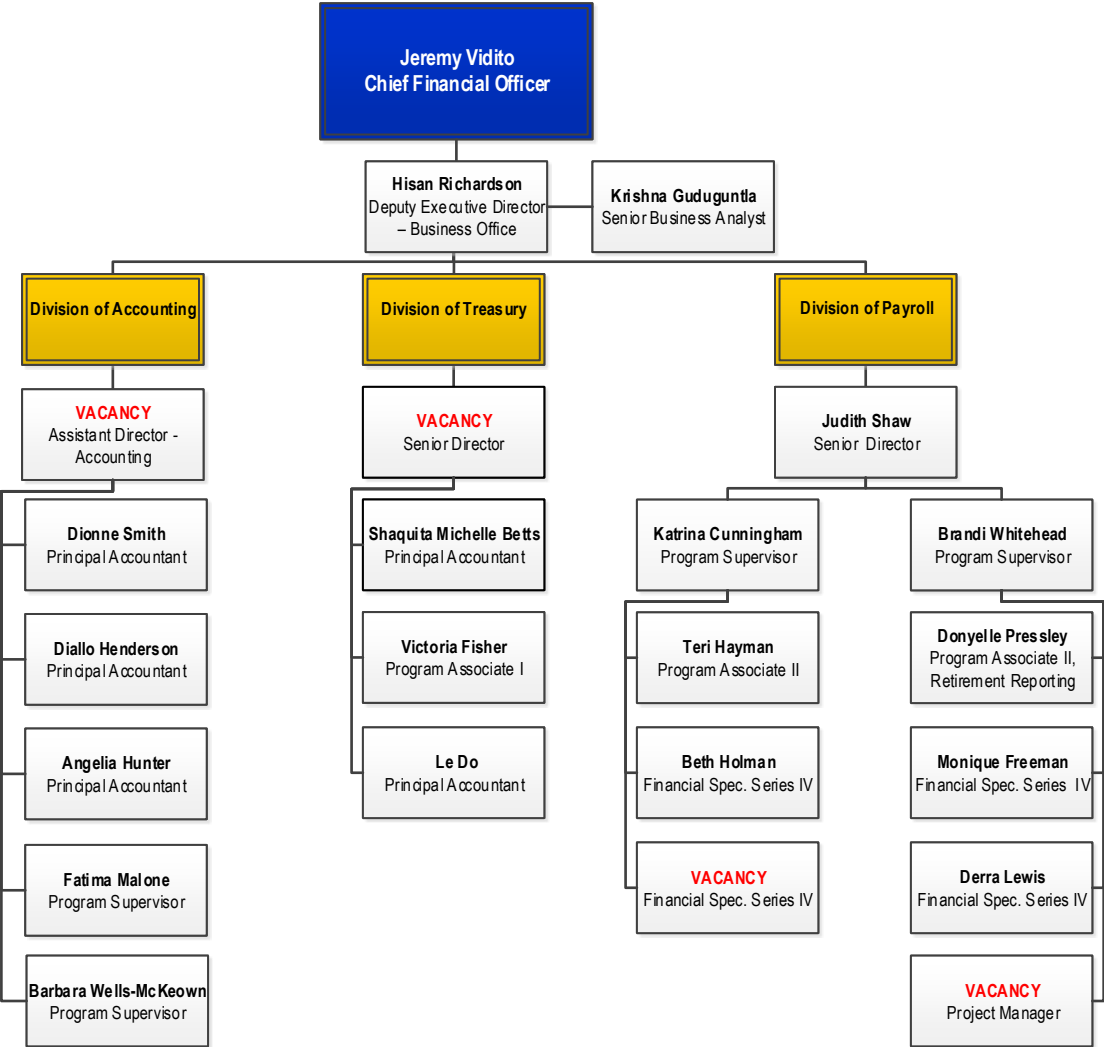 Jeremy Vidito
Chief Financial Officer
Hisan Richardson
Deputy Executive Director
– Business Office
Krishna Guduguntla
Senior Business Analyst
Division of Accounting
Division of Treasury
Division of Payroll
VACANCY
Assistant Director -
Accounting
VACANCY
Senior Director
Judith Shaw
Senior Director
Dionne Smith
Principal Accountant
Shaquita Michelle Betts
Principal Accountant
Katrina Cunningham
Program Supervisor
Brandi Whitehead
Program Supervisor
Diallo Henderson
Principal Accountant
Victoria Fisher
Program Associate I
Teri Hayman
Program Associate II
Donyelle Pressley
Program Associate II,
Retirement Reporting
Angelia Hunter
Principal Accountant
Le Do
Principal Accountant
Beth Holman
Financial Spec. Series IV
Monique Freeman
Financial Spec. Series IV
Fatima Malone
Program Supervisor
VACANCY
Financial Spec. Series IV
Derra Lewis
Financial Spec. Series IV
Barbara Wells-McKeown
Program Supervisor
VACANCY
Project Manager